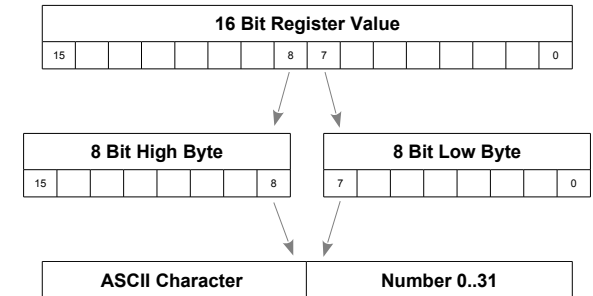 16 Bit Register Value
15 8 7 0
8 Bit High Byte 8 Bit Low Byte
15 8 7 0
ASCII Character Number 0..31